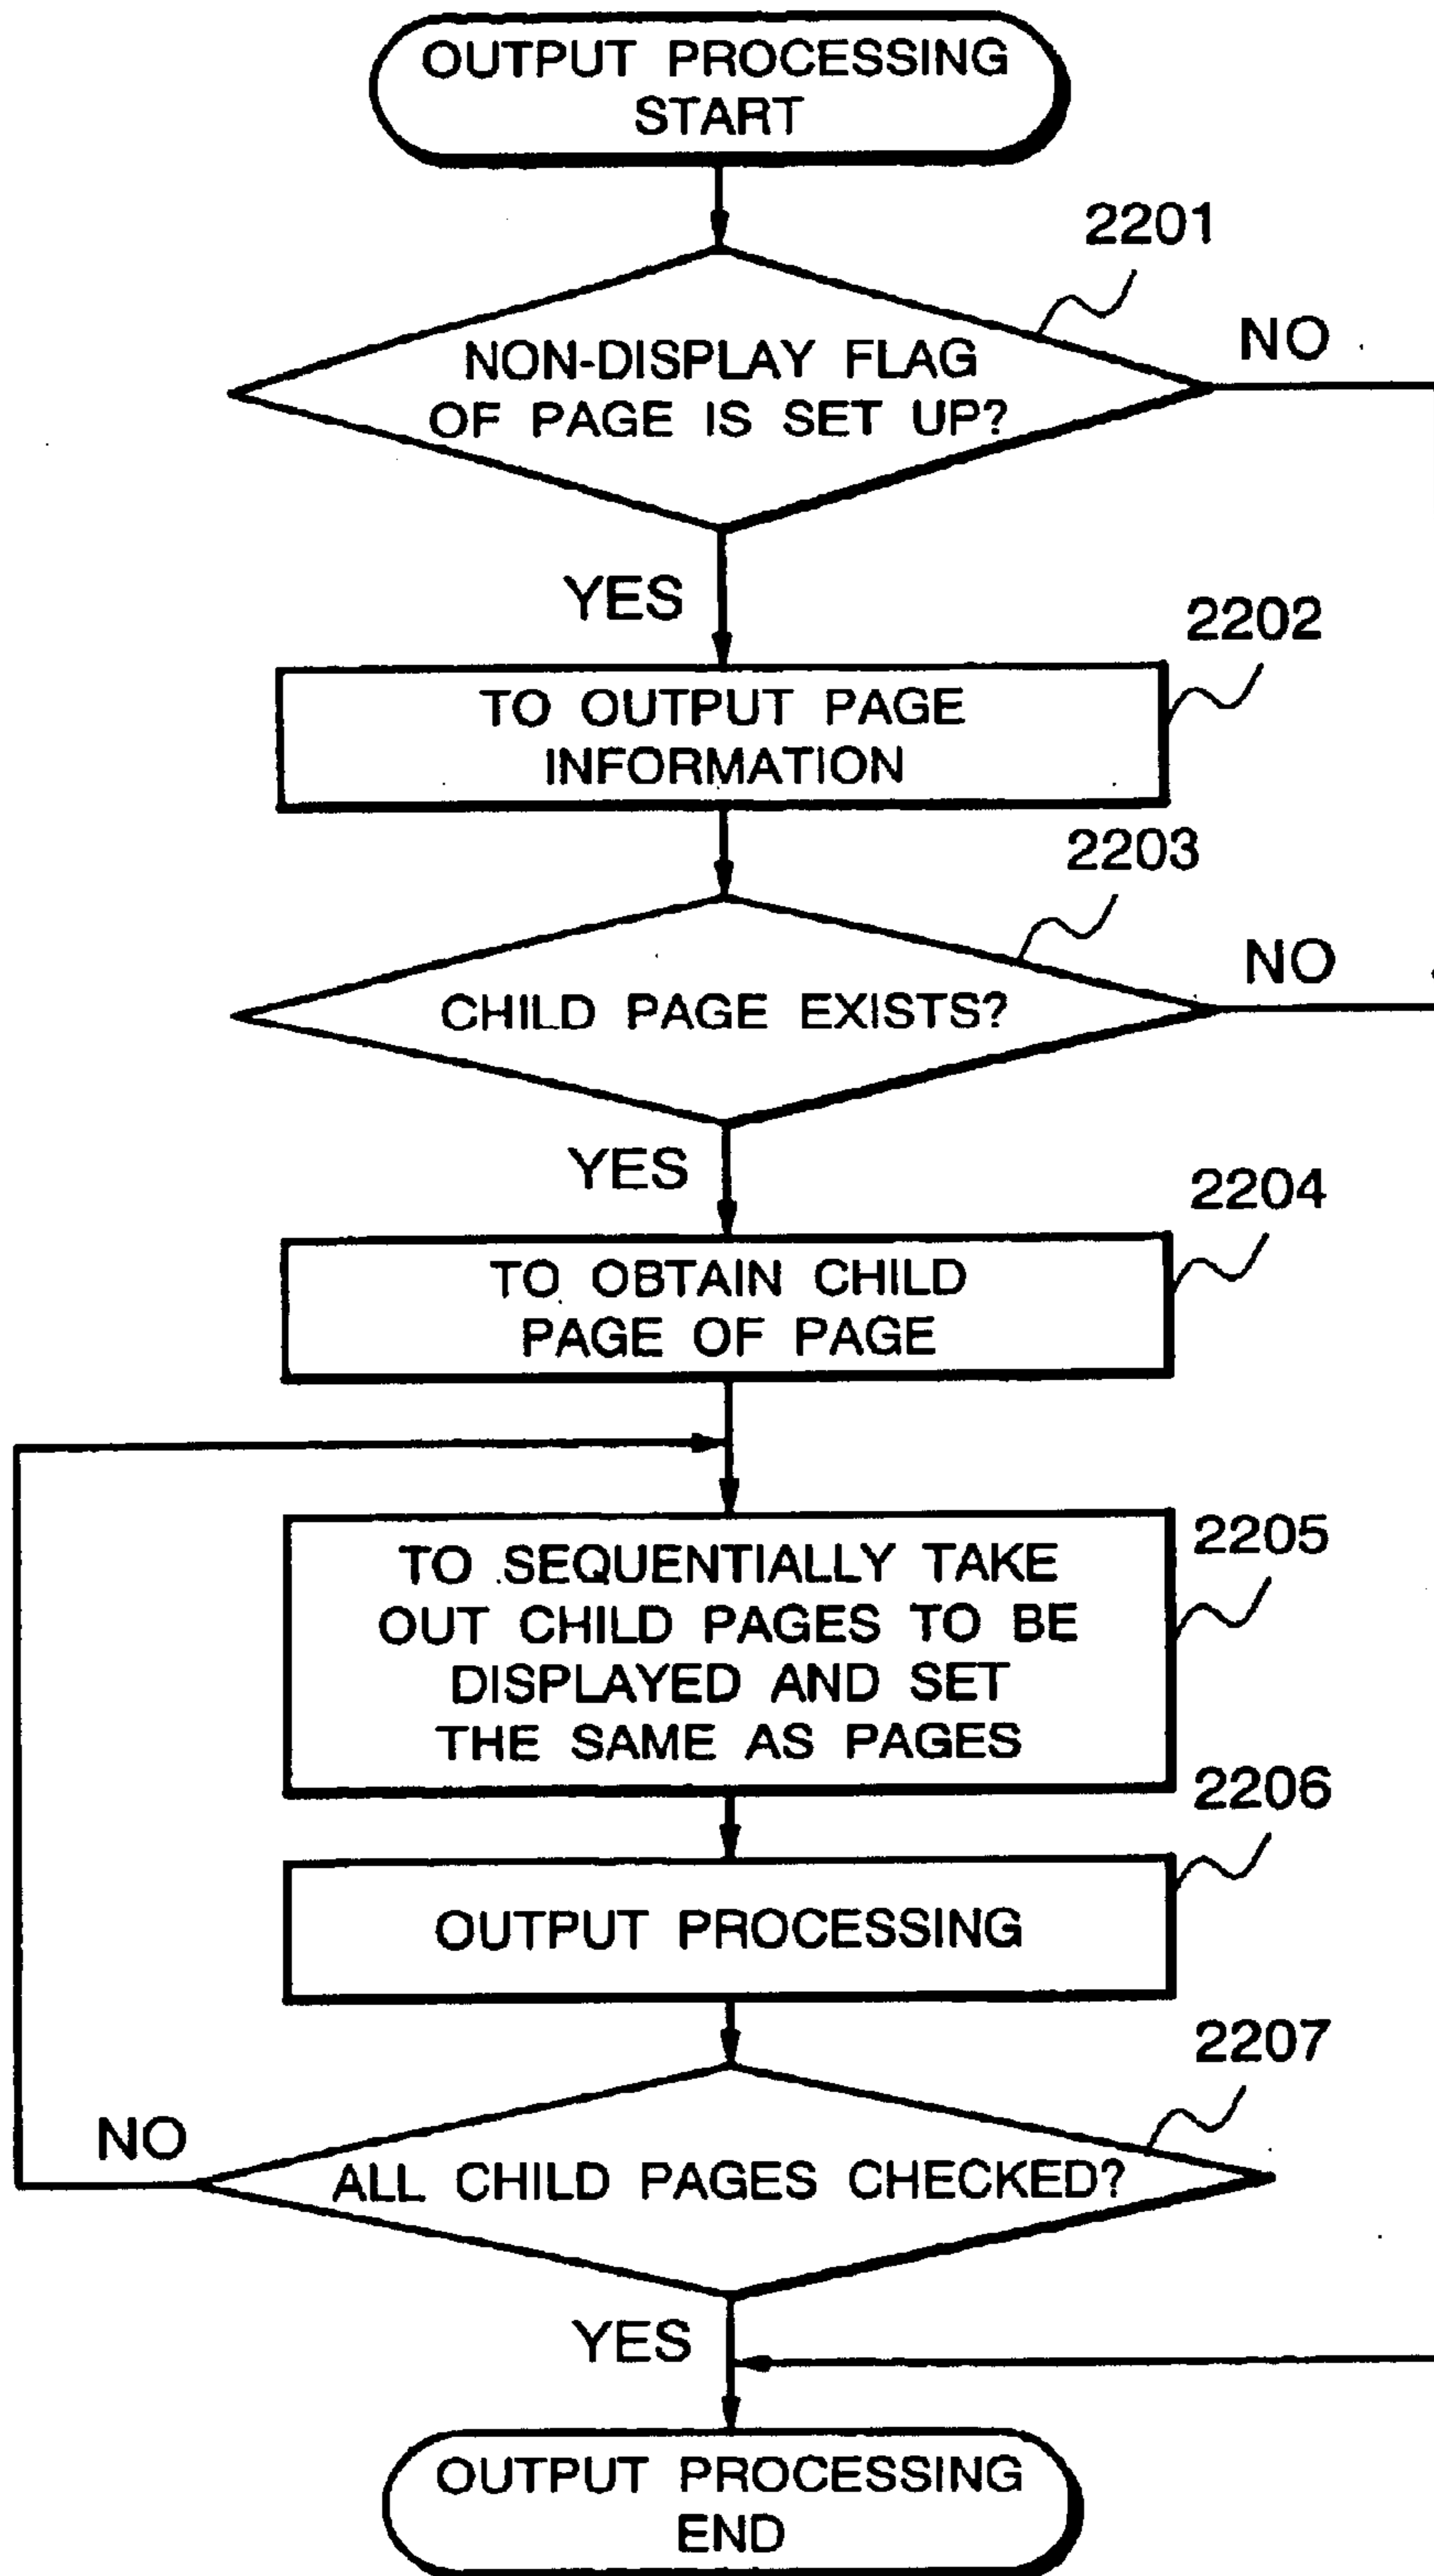 OUTPUT PROCESSING
START
2201
NON-DISPLAY FLAG
OF PAGE IS SET UP?
NO
YES
2202
TO OUTPUT PAGE
INFORMATION
2203
CHILD PAGE EXISTS?
NO
YES
2204
TO OBTAIN CHILD
PAGE OF PAGE
2205
TO SEQUENTIALLY TAKE
OUT CHILD PAGES TO BE
DISPLAYED AND SET
THE SAME AS PAGES
2206
OUTPUT PROCESSING
2207
NO
ALL CHILD PAGES CHECKED?
YES
OUTPUT PROCESSING
END